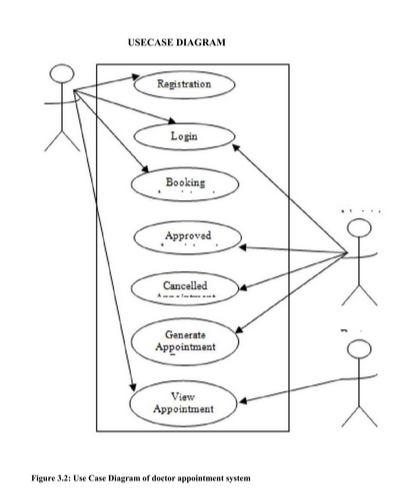 USECASE DIAGRAM
Registration
Login
Booking
Approved
Cancelled
Generate
Appointment
View
Appointment
Figure 3.2: Use Case Diagram of doctor appointment system